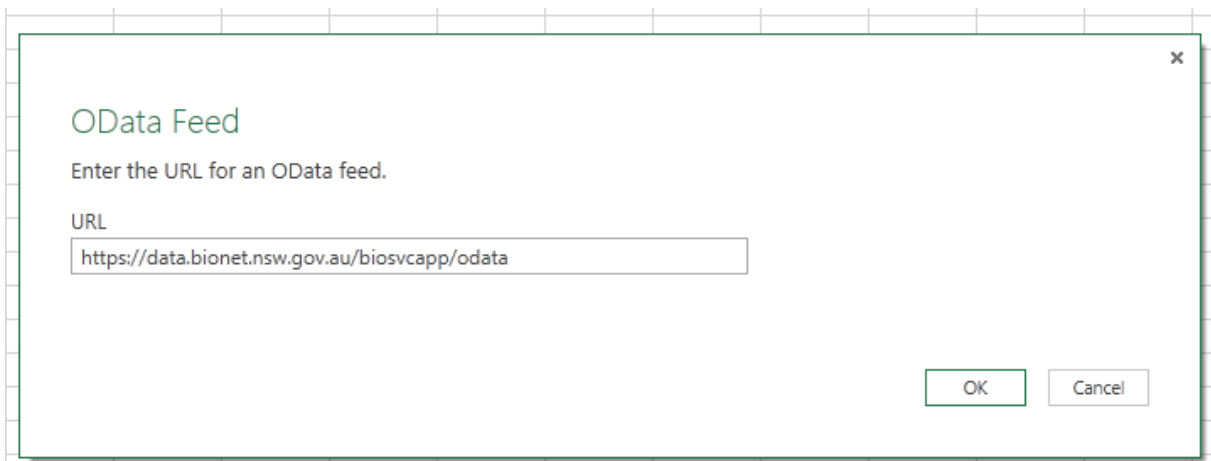 OData Feed
Enter the URL for an OData feed.
URL
https://data.bionet.nsw.gov.au/biosvcapp/odata
OK Cancel